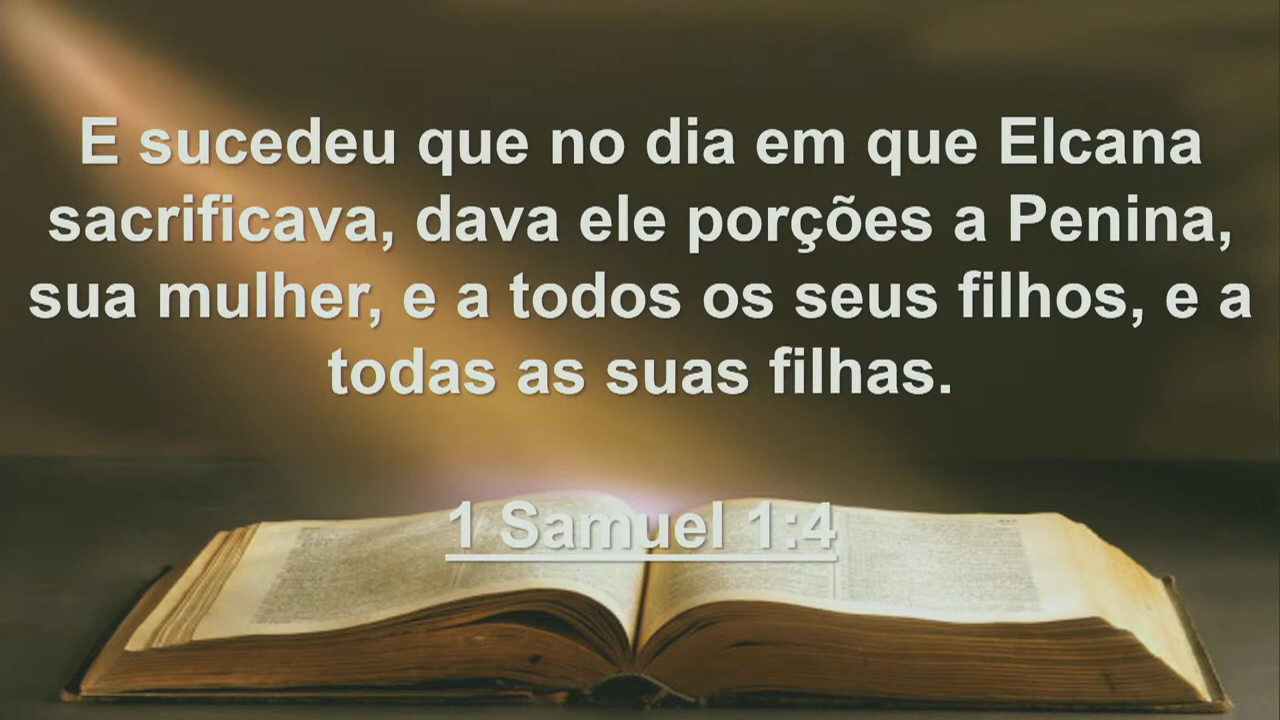 E sucedeu que no dia em que Elcana
sacrificava, dava ele porções a Penina,
sua mulher, e a todos os seus filhos, e a
todas as suas filhas.
1 Samuel 1:4